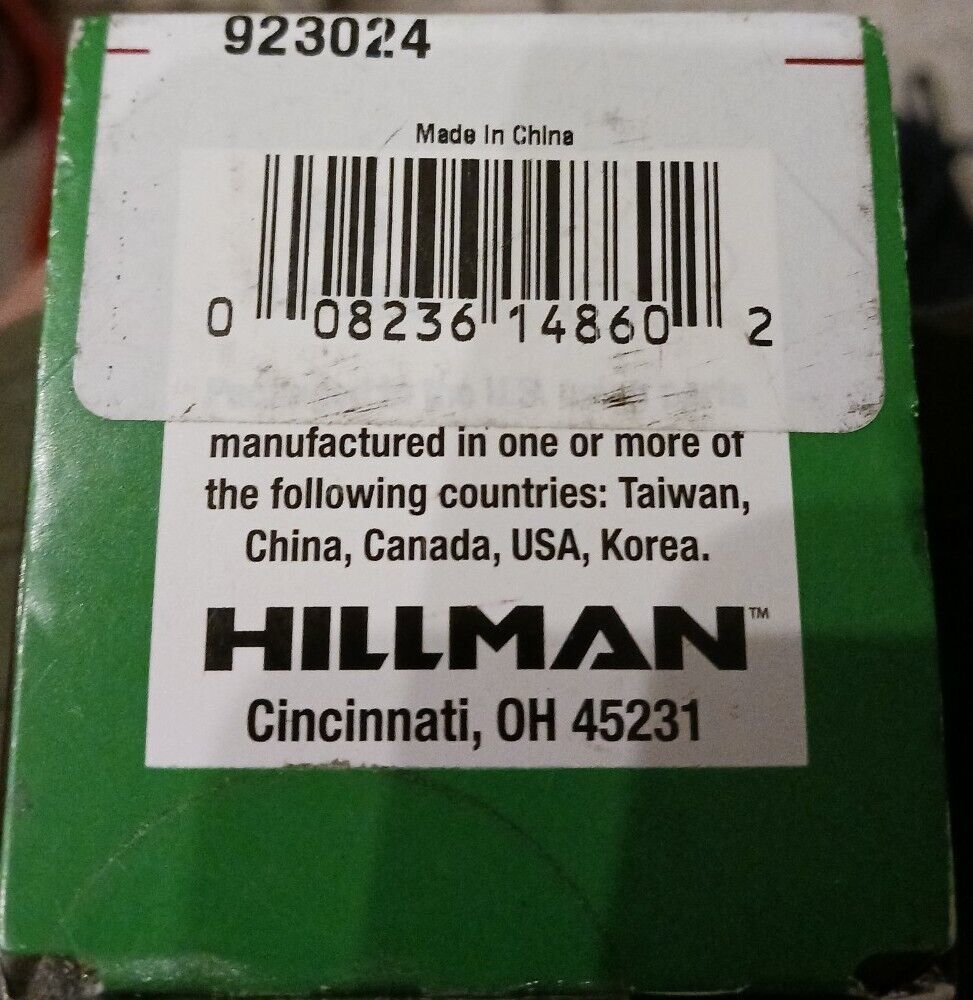 923024
Made In China
0 08236 14860 2
manufactured in one or more of
the following countries: Taiwan,
China, Canada, USA, Korea.
HILLMAN™
Cincinnati, OH 45231